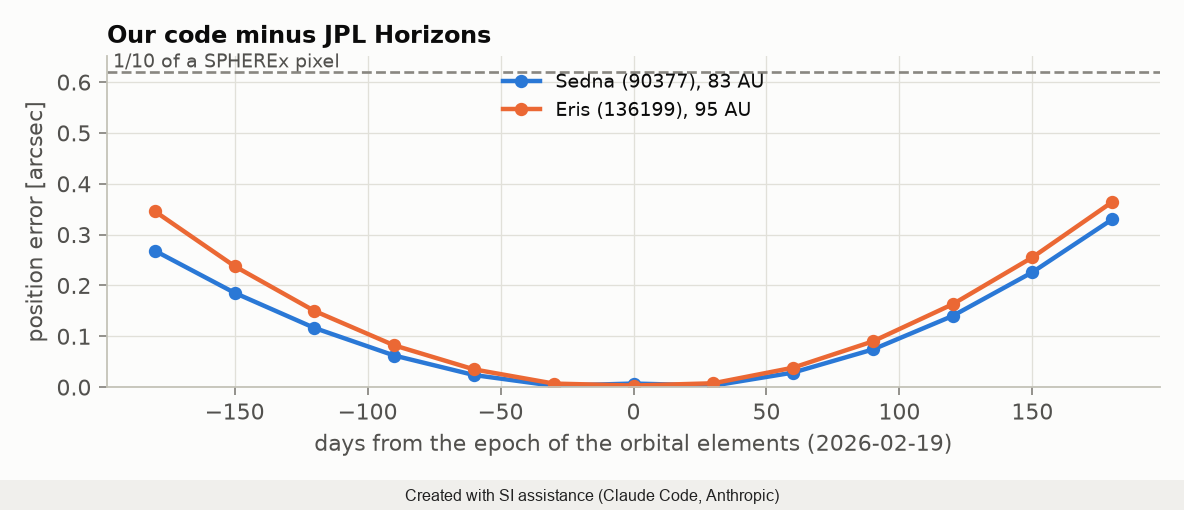 Our code minus JPL Horizons
1/10 of a SPHEREx pixel
Sedna (90377), 83 AU
Eris (136199), 95 AU
position error [arcsec]
0.6
0.5
0.4
0.3
0.2
0.1
0.0
−150
−100
−50
0
50
100
150
days from the epoch of the orbital elements (2026-02-19)
Created with SI assistance (Claude Code, Anthropic)